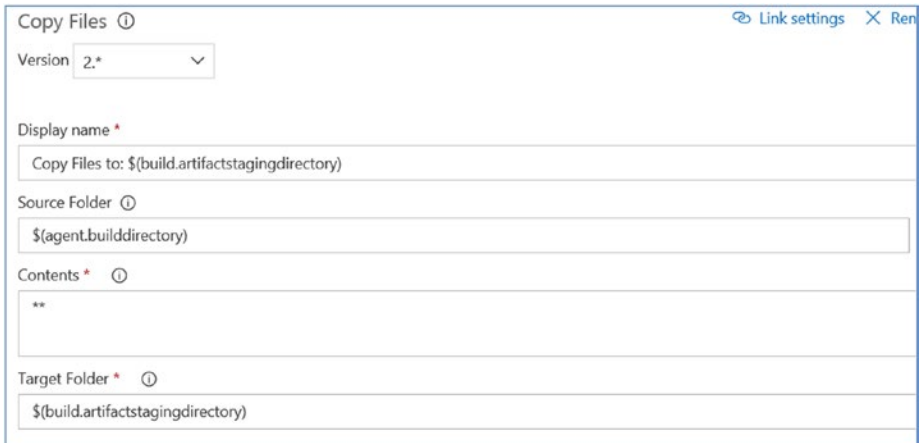 Copy Files
Link settings
Ren
Version 2.*
Display name *
Copy Files to: $(build.artifactstagingdirectory)
Source Folder
$(agent.builddirectory)
Contents *
**
Target Folder *
$(build.artifactstagingdirectory)